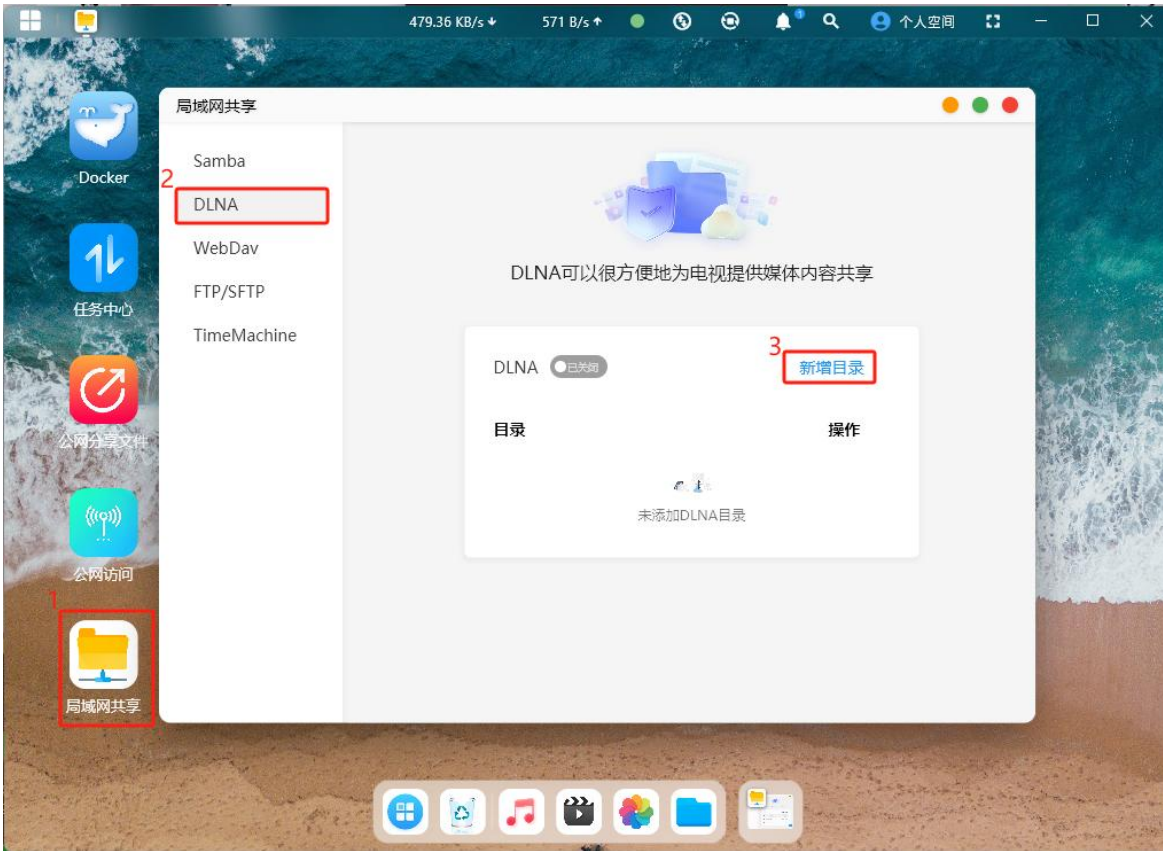 479.36 KB/s 571 B/s 个人空间
局域网共享
Docker
任务中心
公网分享文件
公网访问
1
局域网共享
Samba
2
DLNA
WebDav
FTP/SFTP
TimeMachine
DLNA可以很方便地为电视提供媒体内容共享
DLNA 已关闭
3
新增目录
目录 操作
未添加DLNA目录